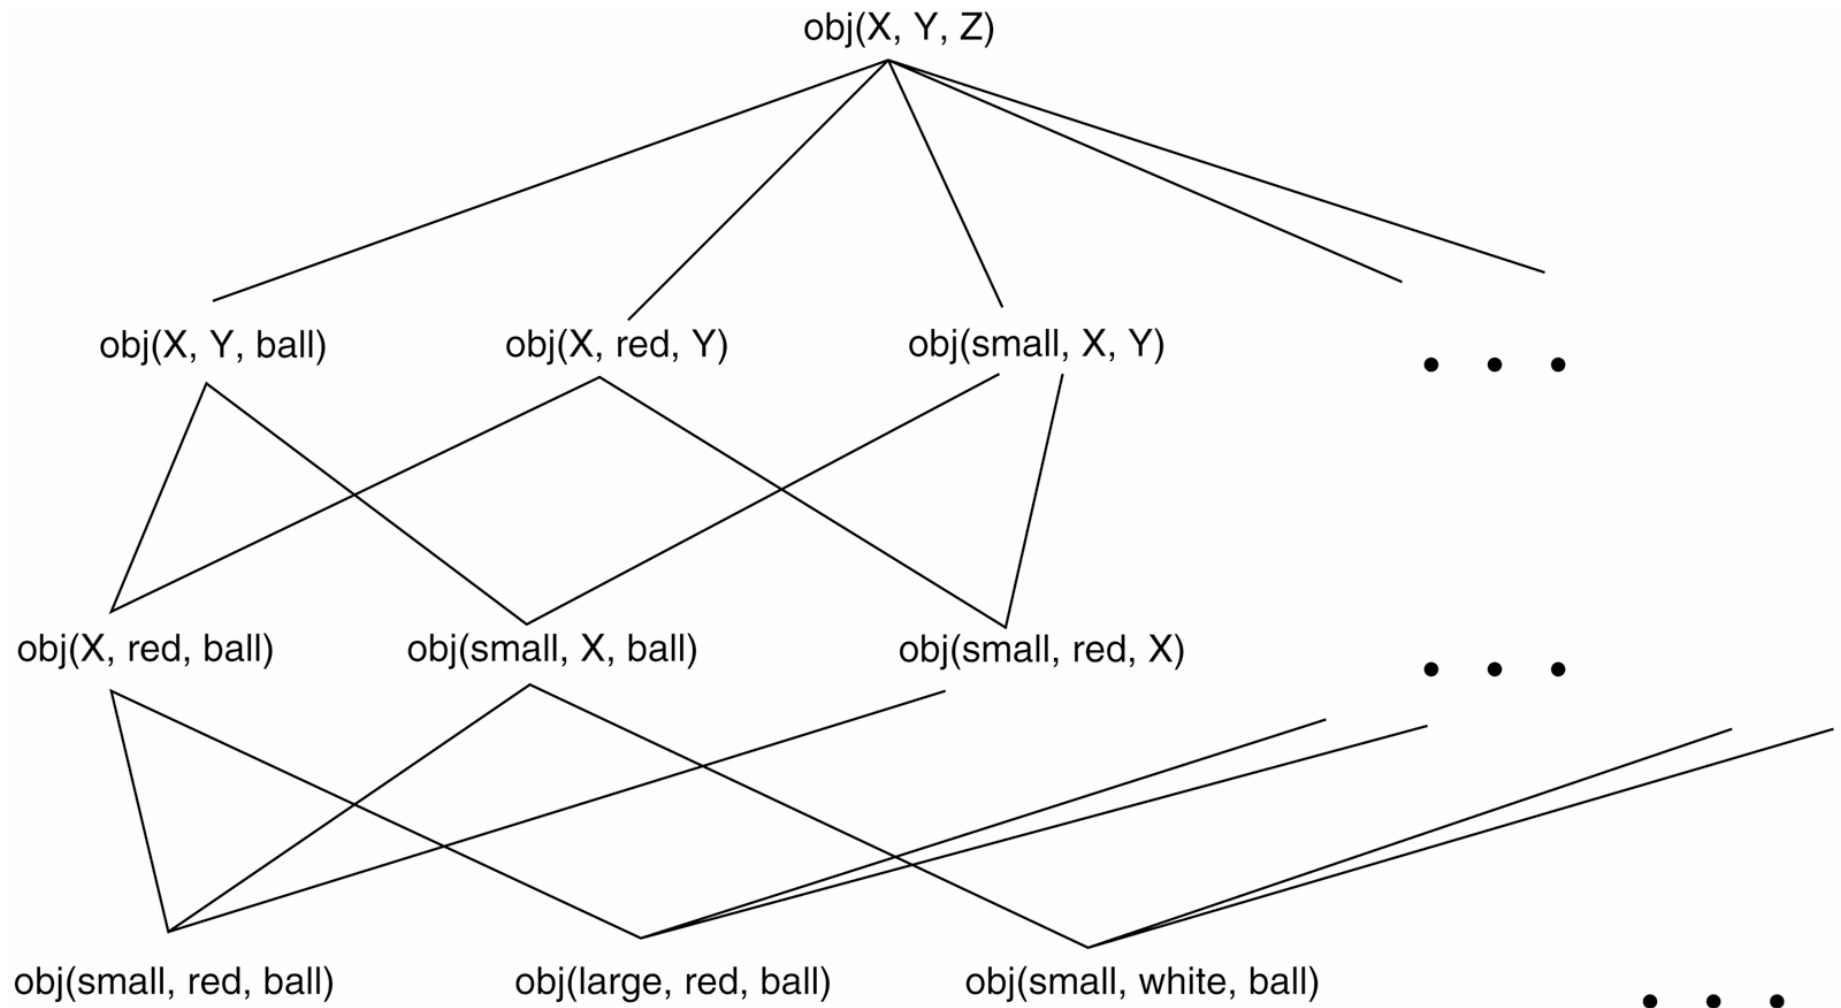 obj(X, Y, Z)
obj(X, Y, ball) obj(X, red, Y) obj(small, X, Y) • • •
obj(X, red, ball) obj(small, X, ball) obj(small, red, X) • • •
obj(small, red, ball) obj(large, red, ball) obj(small, white, ball) • • •